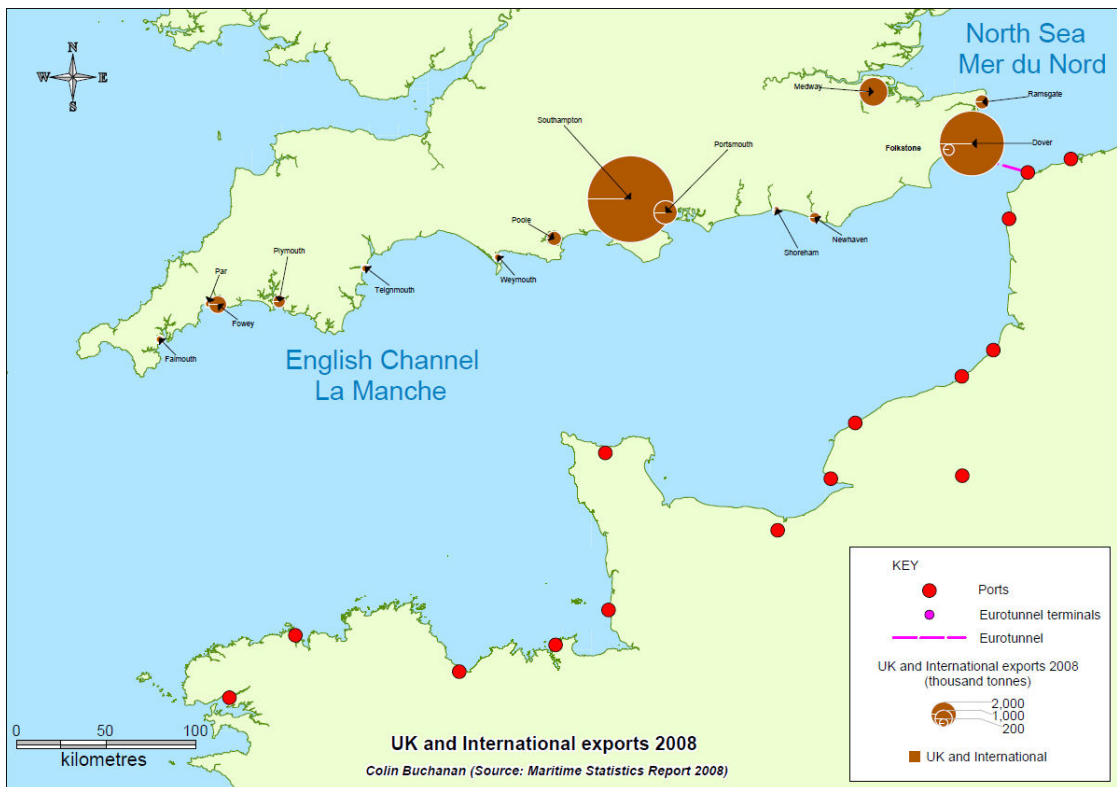 N
W E
S
North Sea
Mer du Nord
Medway
Ramsgate
Southampton
Portsmouth
Folkstone
Dover
Poole
Shoreham
Newhaven
Weymouth
Plymouth
Par
Teignmouth
Fowey
Falmouth
English Channel
La Manche
KEY
Ports
Eurotunnel terminals
Eurotunnel
UK and International exports 2008
(thousand tonnes)
2,000
1,000
200
UK and International
0 50 100
kilometres
UK and International exports 2008
Colin Buchanan (Source: Maritime Statistics Report 2008)